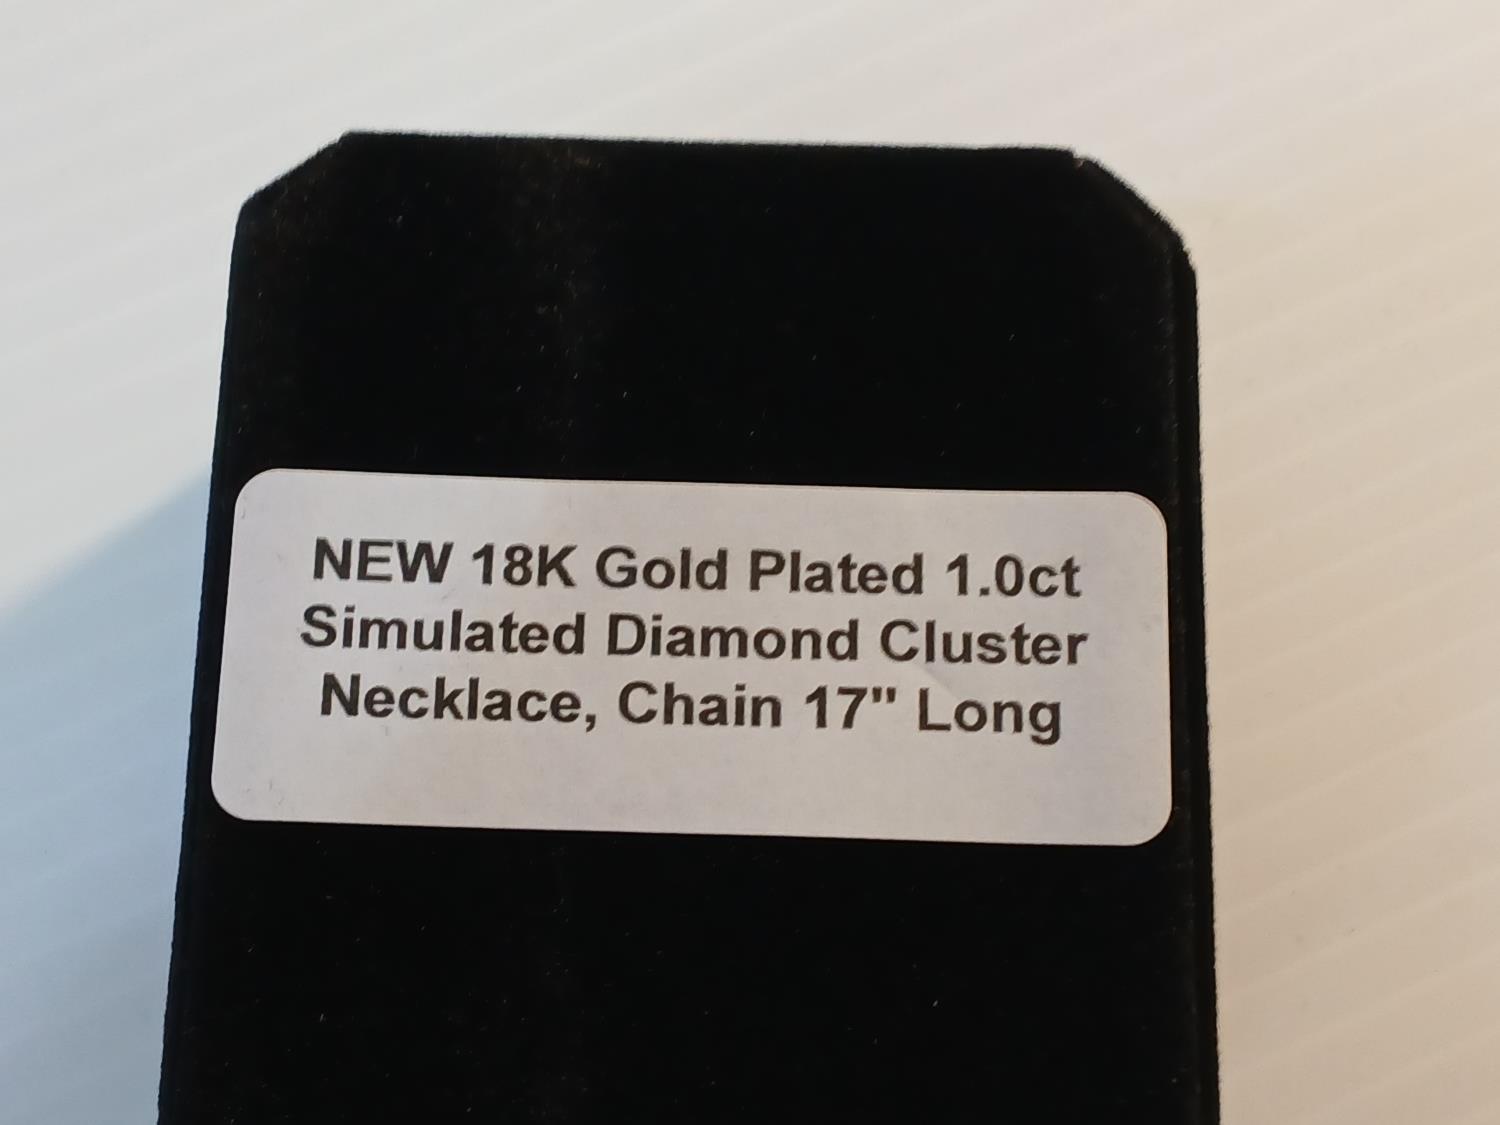 NEW 18K Gold Plated 1.0ct
Simulated Diamond Cluster
Necklace, Chain 17" Long